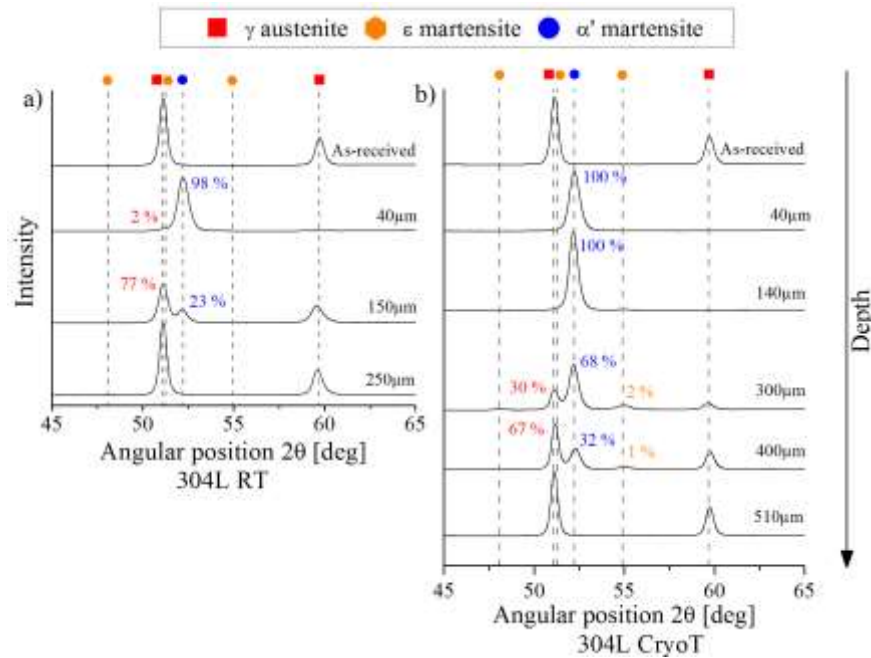 γ austenite ε martensite α' martensite
a)
As-received
98 %
2 %
40µm
77 %
23 %
150µm
250µm
Intensity
45 50 55 60 65
Angular position 2θ [deg]
304L RT
b)
As-received
100 %
40µm
100 %
140µm
68 %
30 %
2 %
300µm
67 %
32 %
1 %
400µm
510µm
45 50 55 60 65
Angular position 2θ [deg]
304L CryoT
Depth